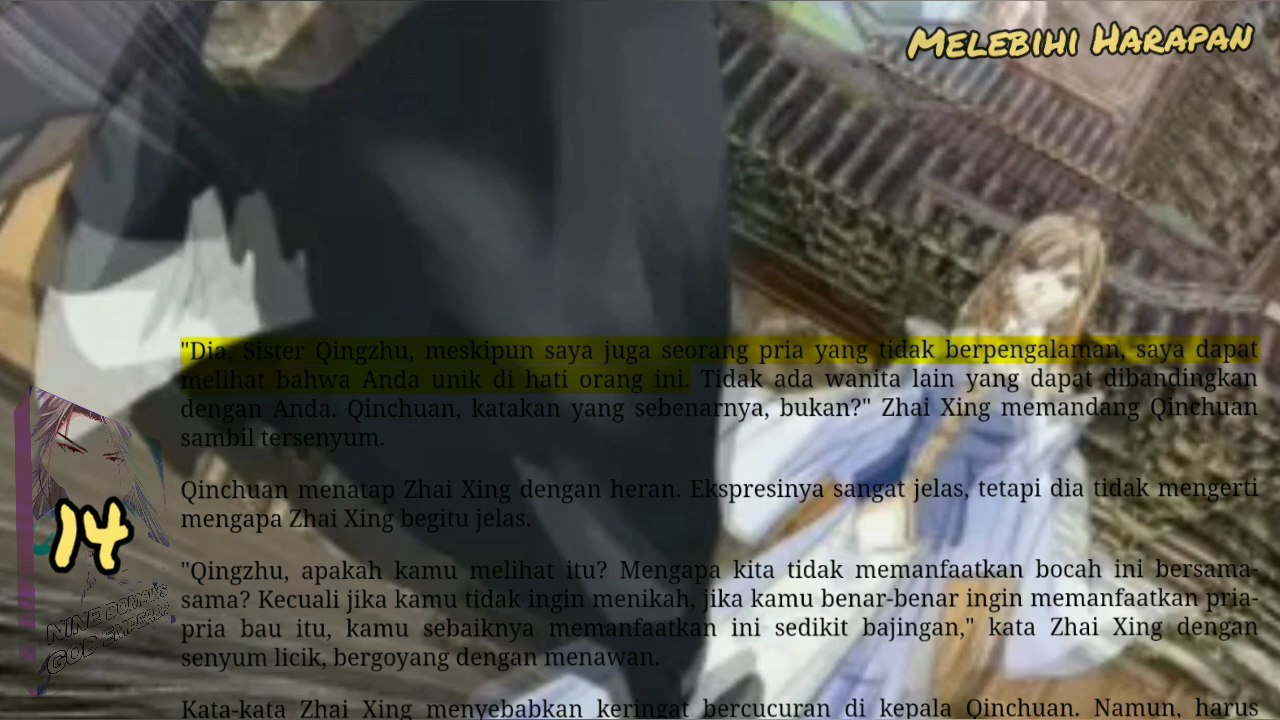 Melebihi Harapan
"Dia, Sister Qingzhu, meskipun saya juga seorang pria yang tidak berpengalaman, saya dapat
melihat bahwa Anda unik di hati orang ini. Tidak ada wanita lain yang dapat dibandingkan
dengan Anda. Qinchuan, katakan yang sebenarnya, bukan?" Zhai Xing memandang Qinchuan
sambil tersenyum.
Qinchuan menatap Zhai Xing dengan heran. Ekspresinya sangat jelas, tetapi dia tidak mengerti
mengapa Zhai Xing begitu jelas.
14
"Qingzhu, apakah kamu melihat itu? Mengapa kita tidak memanfaatkan bocah ini bersama-
sama? Kecuali jika kamu tidak ingin menikah, jika kamu benar-benar ingin memanfaatkan pria-
pria bau itu, kamu sebaiknya memanfaatkan ini sedikit bajingan," kata Zhai Xing dengan
senyum licik, bergoyang dengan menawan.
Kata-kata Zhai Xing menyebabkan keringat bercucuran di kepala Qinchuan. Namun, harus